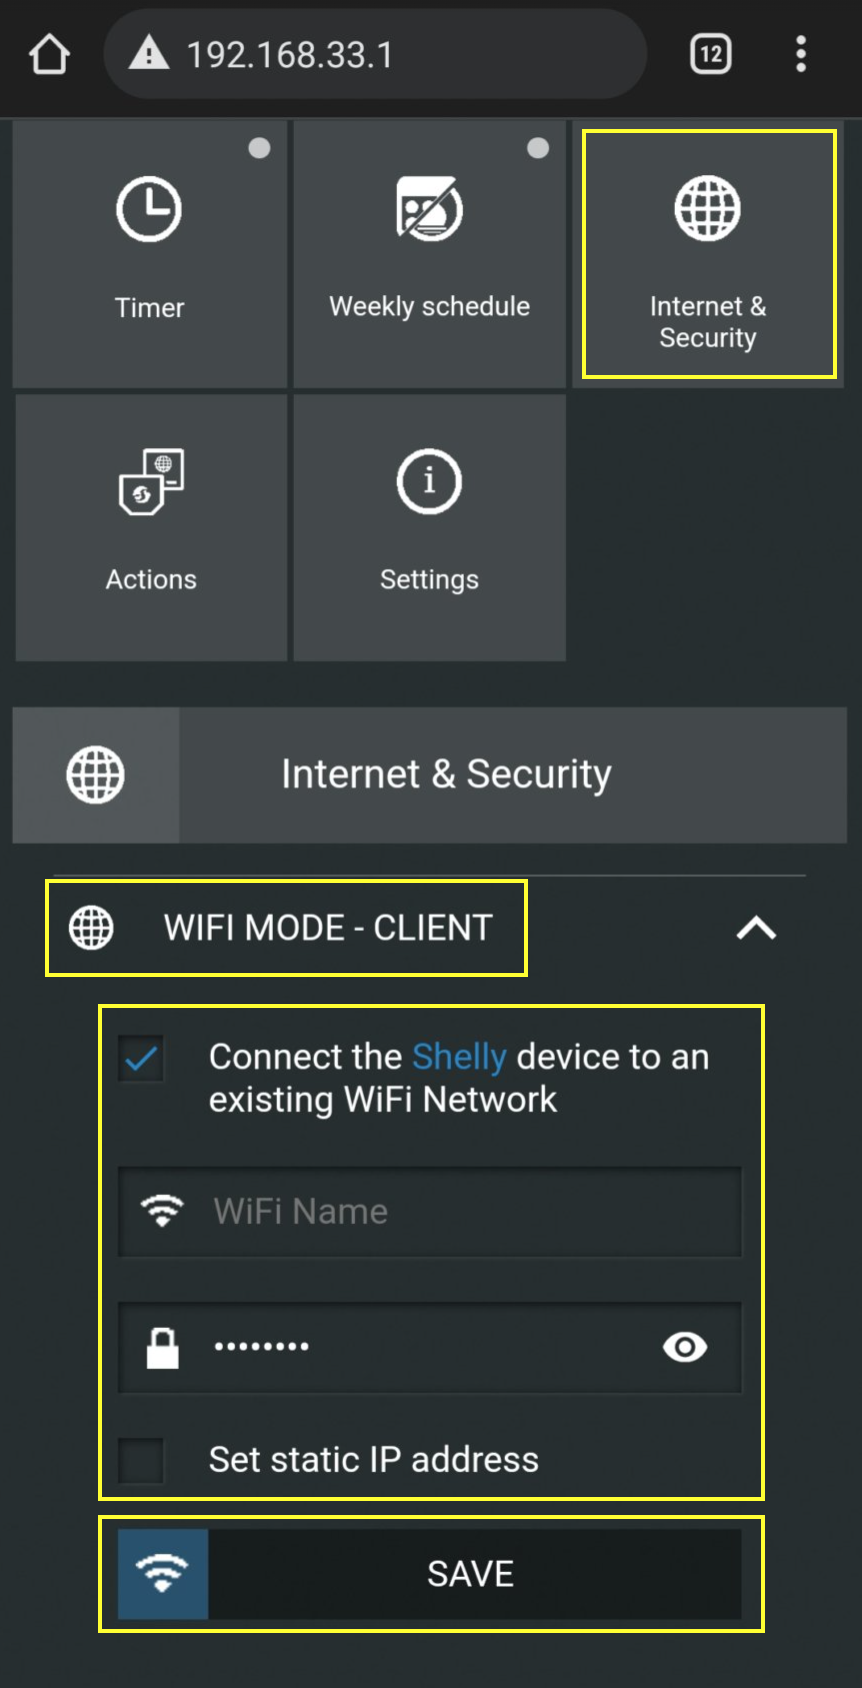 192.168.33.1
12
Timer
Weekly schedule
Internet &
Security
Actions
Settings
Internet & Security
WIFI MODE - CLIENT
Connect the Shelly device to an
existing WiFi Network
WiFi Name
••••••••
Set static IP address
SAVE